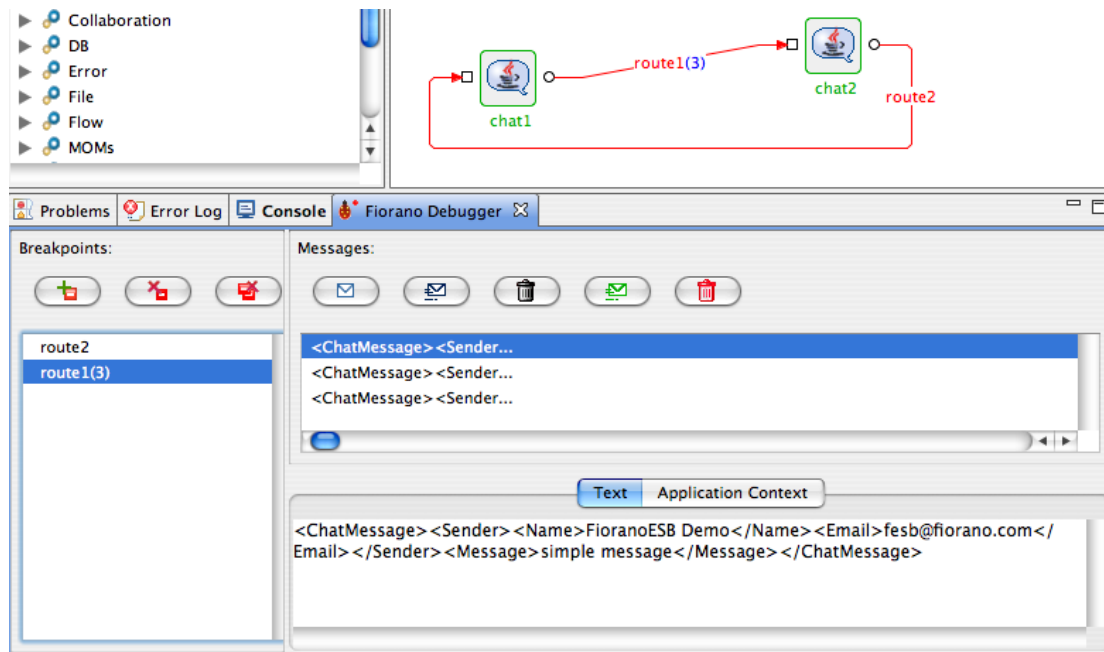 Collaboration
DB
Error
File
Flow
MOMs
route1(3)
chat1
chat2
route2
Problems Error Log Console Fiorano Debugger
Breakpoints:
Messages:
route2
route1(3)
<ChatMessage><Sender...
<ChatMessage><Sender...
<ChatMessage><Sender...
Text Application Context
<ChatMessage><Sender><Name>FioranoESB Demo</Name><Email>fesb@fiorano.com</
Email></Sender><Message>simple message</Message></ChatMessage>